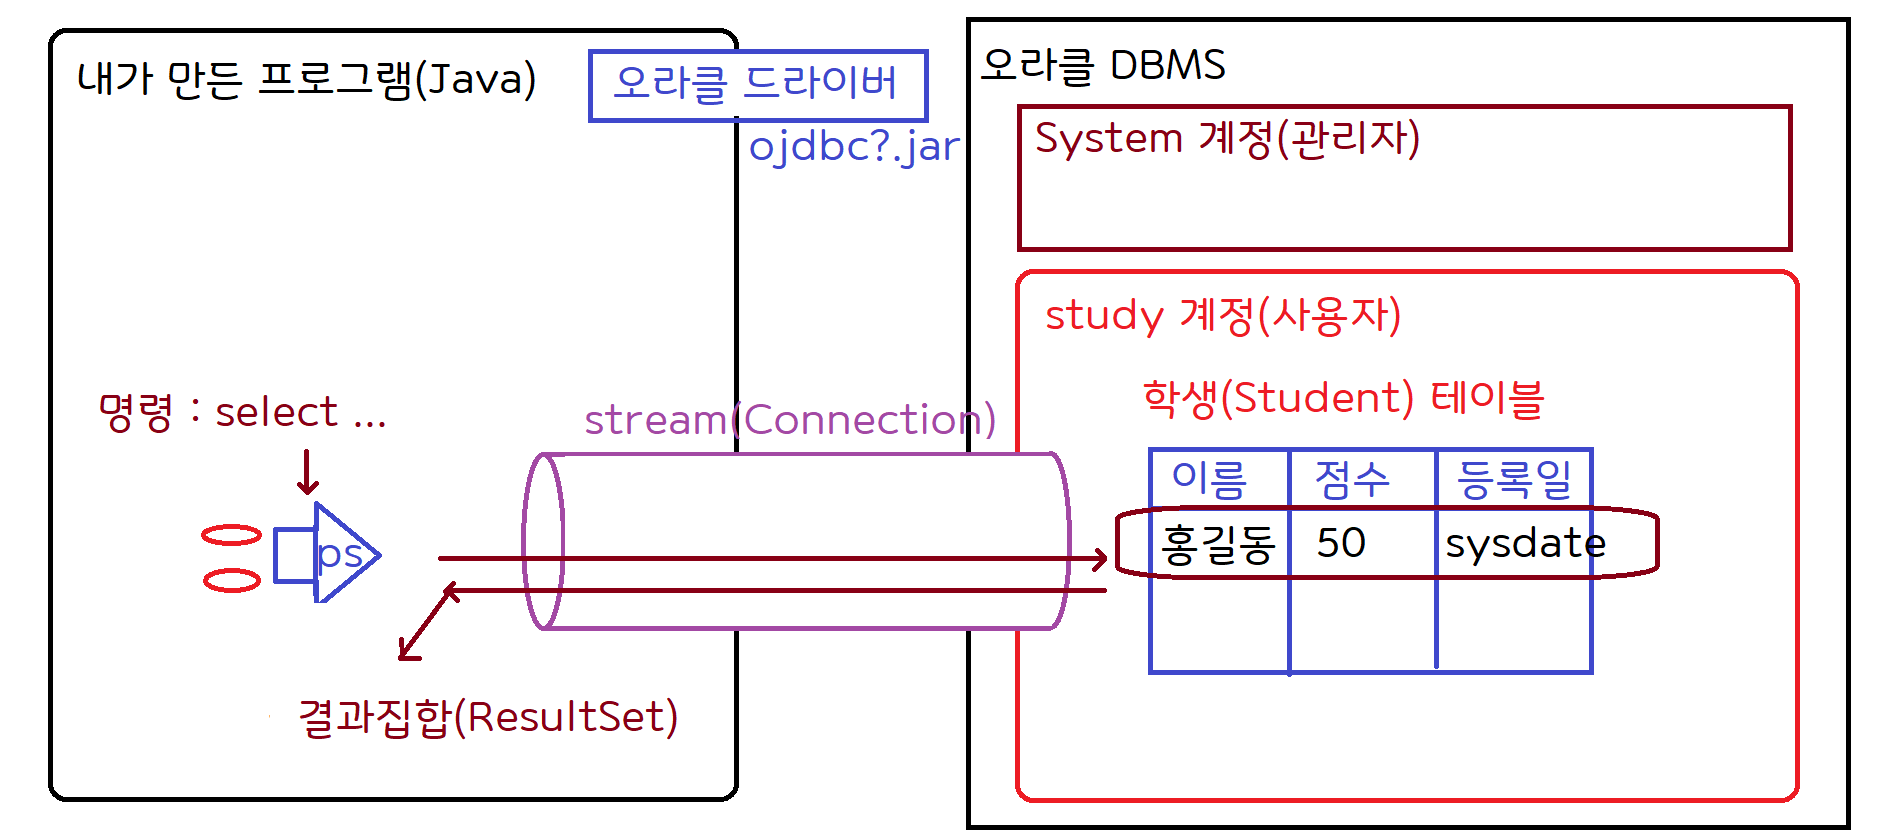 내가 만든 프로그램(Java)
오라클 드라이버
ojdbc?.jar
오라클 DBMS
System 계정(관리자)
study 계정(사용자)
학생(Student) 테이블
이름 점수 등록일
홍길동 50 sysdate
명령 : select ...
stream(Connection)
ps
결과집합(ResultSet)